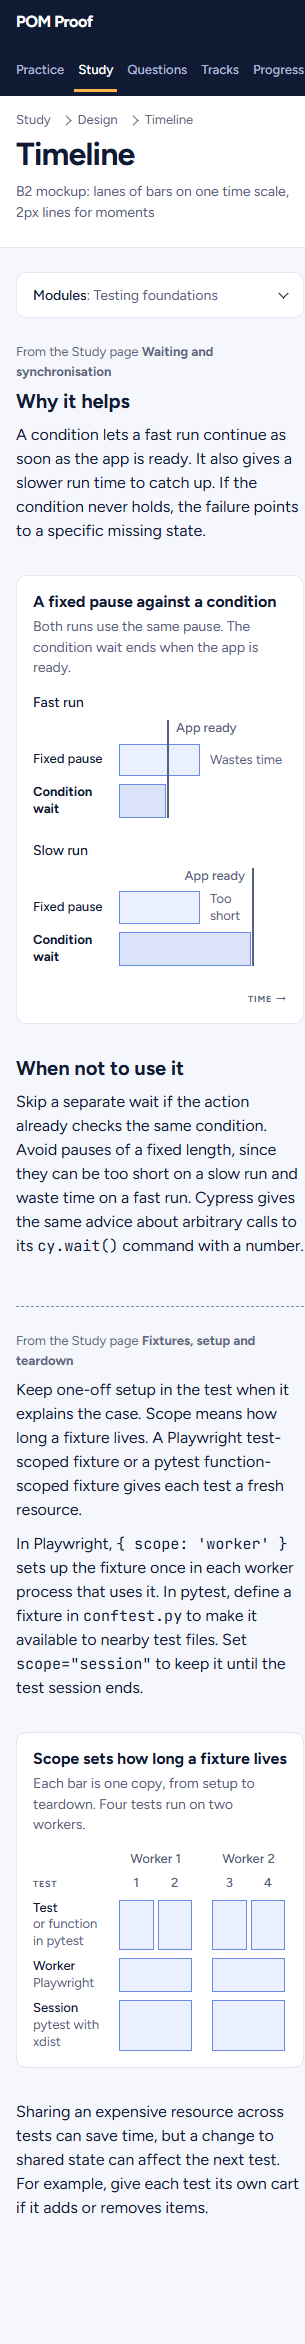 POM Proof
Practice Study Questions Tracks Progress
Study > Design > Timeline
Timeline
B2 mockup: lanes of bars on one time scale,
2px lines for moments
Modules: Testing foundations
From the Study page Waiting and
synchronisation
Why it helps
A condition lets a fast run continue as
soon as the app is ready. It also gives a
slower run time to catch up. If the
condition never holds, the failure points
to a specific missing state.
A fixed pause against a condition
Both runs use the same pause. The
condition wait ends when the app is
ready.
Fast run
App ready
Fixed pause
Wastes time
Condition
wait
Slow run
App ready
Fixed pause
Too
short
Condition
wait
TIME →
When not to use it
Skip a separate wait if the action
already checks the same condition.
Avoid pauses of a fixed length, since
they can be too short on a slow run and
waste time on a fast run. Cypress gives
the same advice about arbitrary calls to
its cy.wait() command with a number.
From the Study page Fixtures, setup and
teardown
Keep one-off setup in the test when it
explains the case. Scope means how
long a fixture lives. A Playwright test-
scoped fixture or a pytest function-
scoped fixture gives each test a fresh
resource.
In Playwright, { scope: 'worker' }
sets up the fixture once in each worker
process that uses it. In pytest, define a
fixture in conftest.py to make it
available to nearby test files. Set
scope="session" to keep it until the
test session ends.
Scope sets how long a fixture lives
Each bar is one copy, from setup to
teardown. Four tests run on two
workers.
Worker 1 Worker 2
TEST 1 2 3 4
Test
or function
in pytest
Worker
Playwright
Session
pytest with
xdist
Sharing an expensive resource across
tests can save time, but a change to
shared state can affect the next test.
For example, give each test its own cart
if it adds or removes items.